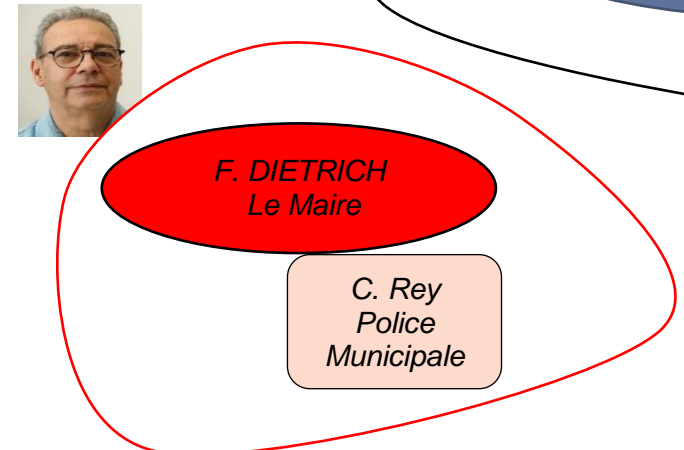 F. DIETRICH
Le Maire
C. Rey
Police
Municipale